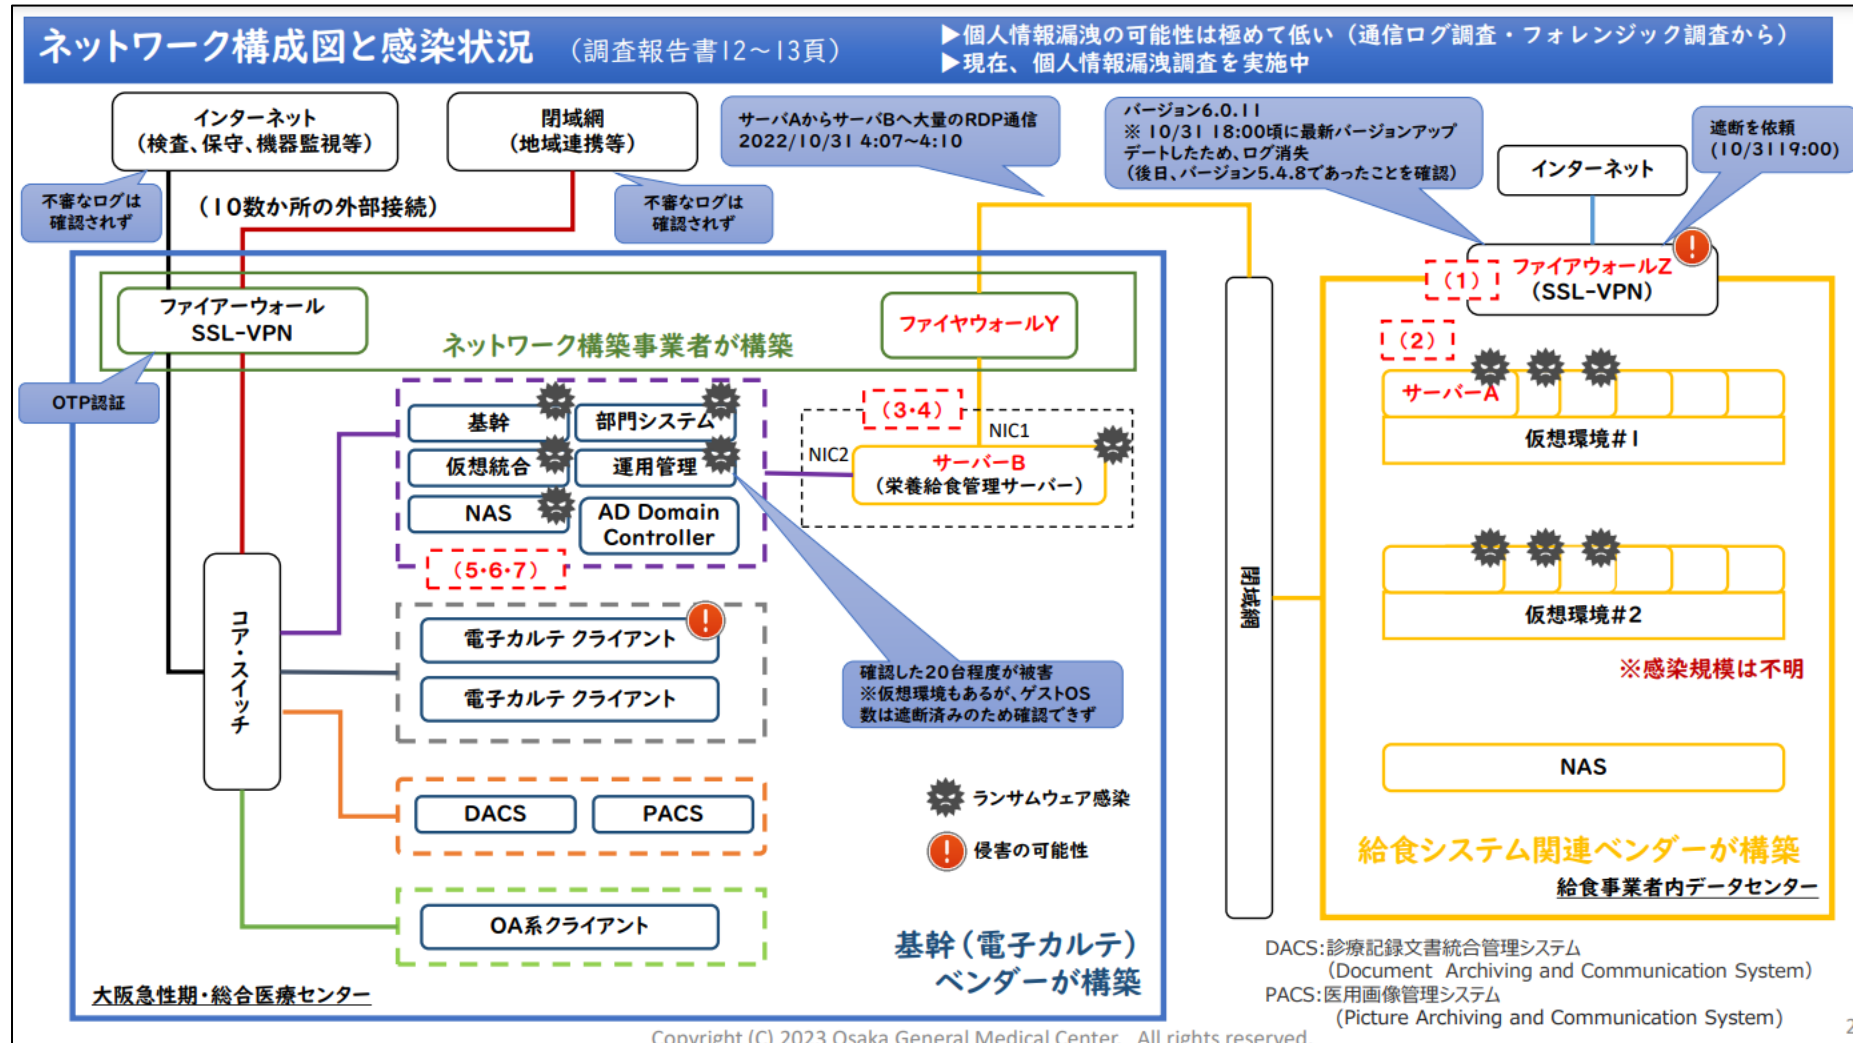 ネットワーク構成図と感染状況 （調査報告書12～13頁）
▶個人情報漏洩の可能性は極めて低い（通信ログ調査・フォレンジック調査から）
▶現在、個人情報漏洩調査を実施中
インターネット
（検査、保守、機器監視等）
閉域網
（地域連携等）
サーバAからサーバBへ大量のRDP通信
2022/10/31 4:07～4:10
バージョン6.0.11
※ 10/31 18:00頃に最新バージョンアップ
デートしたため、ログ消失
（後日、バージョン5.4.8であったことを確認）
インターネット
遮断を依頼
(10/3119:00)
不審なログは
確認されず
（10数か所の外部接続）
不審なログは
確認されず
ファイアーウォール
SSL-VPN
ネットワーク構築事業者が構築
ファイヤウォールY
（1）
ファイアウォールZ
（SSL-VPN）
OTP認証
（2）
サーバーA
仮想環境#1
基幹
部門システム
仮想統合
運用管理
NAS
AD Domain
Controller
（5・6・7）
（3・4）
NIC1
NIC2
サーバーB
（栄養給食管理サーバー）
閉域網
仮想環境#2
※感染規模は不明
コア・スイッチ
電子カルテ クライアント
電子カルテ クライアント
確認した20台程度が被害
※仮想環境もあるが、ゲストOS
数は遮断済みのため確認できず
DACS
PACS
ランサムウェア感染
侵害の可能性
NAS
給食システム関連ベンダーが構築
給食事業者内データセンター
OA系クライアント
基幹（電子カルテ）
ベンダーが構築
大阪急性期・総合医療センター
DACS:診療記録文書統合管理システム
（Document Archiving and Communication System）
PACS:医用画像管理システム
（Picture Archiving and Communication System）
Copyright (C) 2023 Osaka General Medical Center All rights reserved.
2